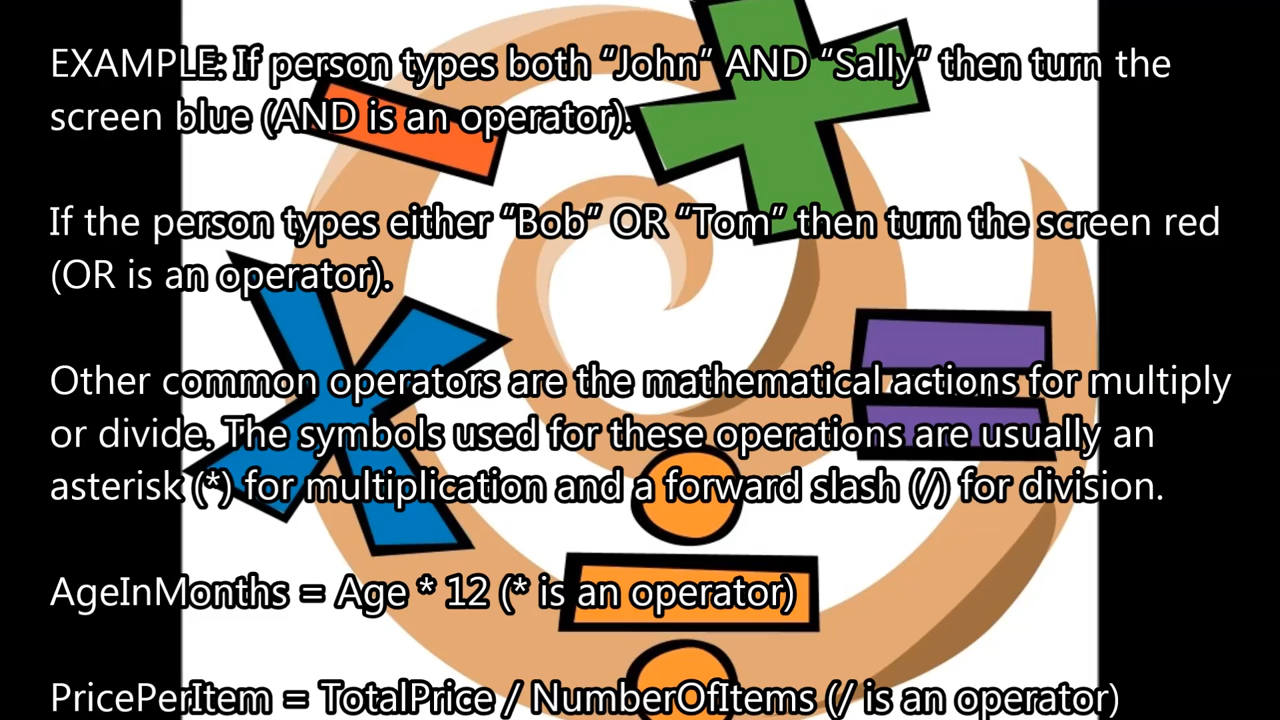 EXAMPLE: If person types both “John” AND “Sally” then turn the
screen blue (AND is an operator).
If the person types either “Bob” OR “Tom” then turn the screen red
(OR is an operator).
Other common operators are the mathematical actions for multiply
or divide. The symbols used for these operations are usually an
asterisk (*) for multiplication and a forward slash (/) for division.
AgeInMonths = Age * 12 (* is an operator)
PricePerItem = TotalPrice / NumberOfItems (/ is an operator)